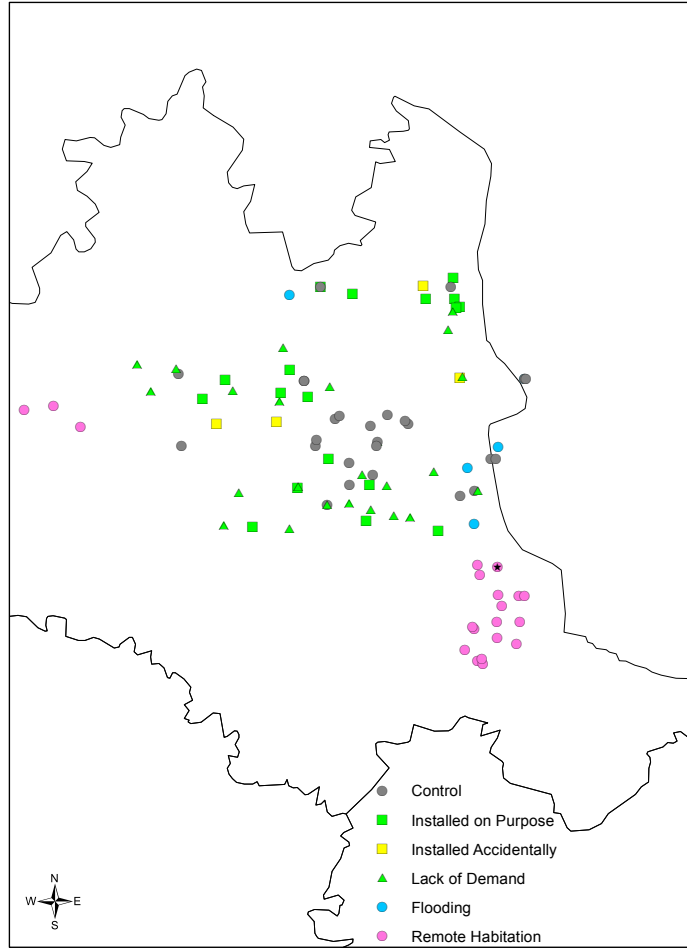 Control
Installed on Purpose
Installed Accidentally
Lack of Demand
Flooding
Remote Habitation
N
W E
S